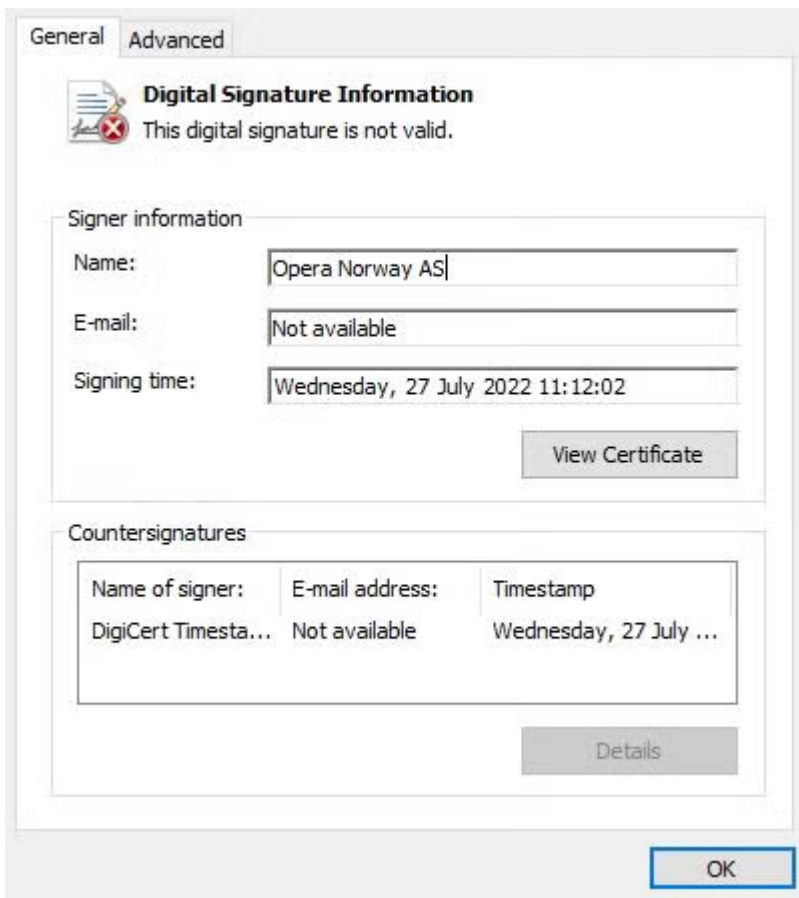 General Advanced
Digital Signature Information
This digital signature is not valid.
Signer information
Name: Opera Norway AS
E-mail: Not available
Signing time: Wednesday, 27 July 2022 11:12:02
View Certificate
Countersignatures
Name of signer: E-mail address: Timestamp
DigiCert Timesta... Not available Wednesday, 27 July ...
Details
OK